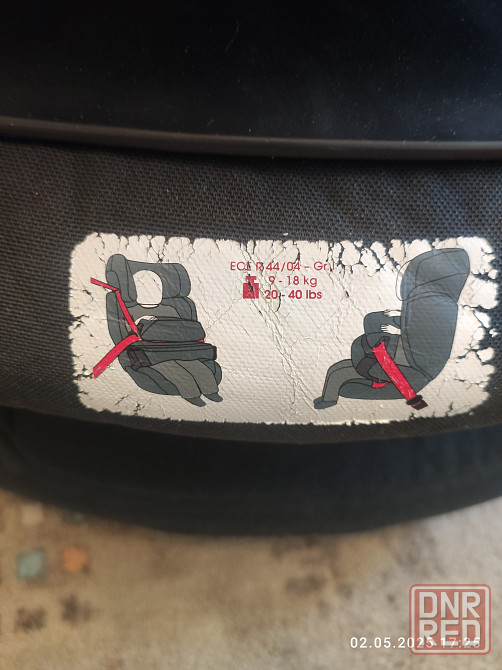 ECE R44/04 - Gr.I
9 - 18 kg
20 - 40 lbs
DNR
RED
02.05.2025 17:25